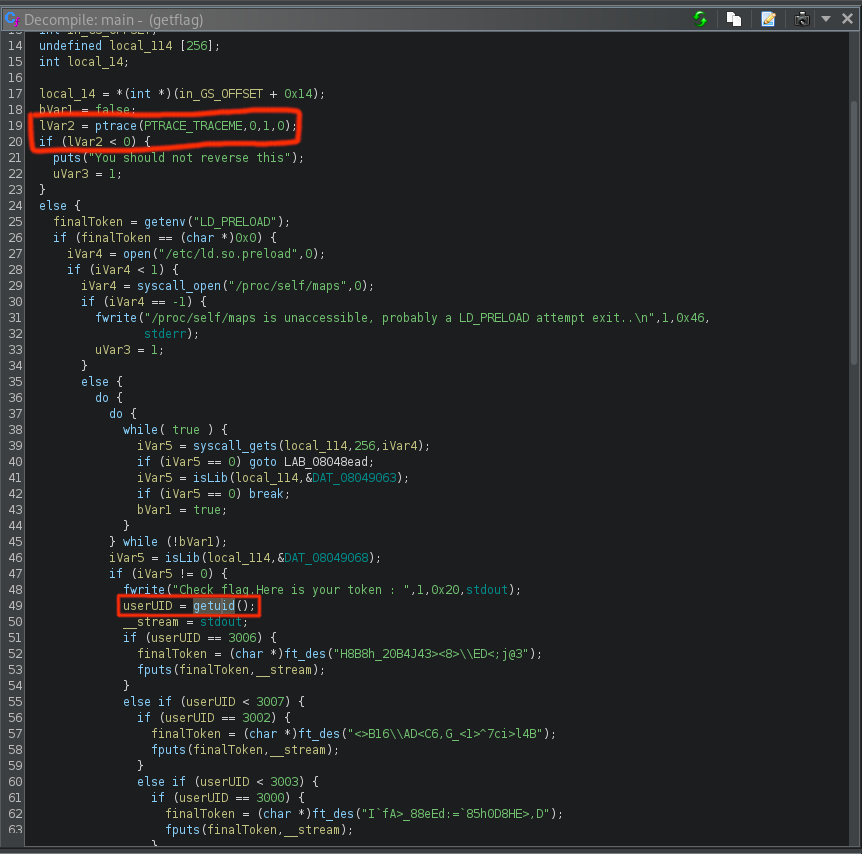 Decompile: main - (getflag)
14 undefined local_114 [256];
15 int local_14;
16
17 local_14 = *(int *)(in_GS_OFFSET + 0x14);
18 bVar1 = false;
19 lVar2 = ptrace(PTRACE_TRACEME,0,1,0);
20 if (lVar2 < 0) {
21 puts("You should not reverse this");
22 uVar3 = 1;
23 }
24 else {
25 finalToken = getenv("LD_PRELOAD");
26 if (finalToken == (char *)0x0) {
27 iVar4 = open("/etc/ld.so.preload",0);
28 if (iVar4 < 1) {
29 iVar4 = syscall_open("/proc/self/maps",0);
30 if (iVar4 == -1) {
31 fwrite("/proc/self/maps is unaccessible, probably a LD_PRELOAD attempt exit..\n",1,0x46,
32 stderr);
33 uVar3 = 1;
34 }
35 else {
36 do {
37 do {
38 while( true ) {
39 iVar5 = syscall_gets(local_114,256,iVar4);
40 if (iVar5 == 0) goto LAB_08048ead;
41 iVar5 = isLib(local_114,&DAT_08049063);
42 if (iVar5 == 0) break;
43 bVar1 = true;
44 }
45 } while (!bVar1);
46 iVar5 = isLib(local_114,&DAT_08049068);
47 if (iVar5 != 0) {
48 fwrite("Check flag.Here is your token : ",1,0x20,stdout);
49 userUID = getuid();
50 __stream = stdout;
51 if (userUID == 3006) {
52 finalToken = (char *)ft_des("H8B8h_20B4J43><8>\\ED<;j@3");
53 fputs(finalToken,__stream);
54 }
55 else if (userUID < 3007) {
56 if (userUID == 3002) {
57 finalToken = (char *)ft_des("<>B16\\AD<C6,G_<1>^7ci>l4B");
58 fputs(finalToken,__stream);
59 }
60 else if (userUID < 3003) {
61 if (userUID == 3000) {
62 finalToken = (char *)ft_des("I`fA>_88eEd:=`85h0D8HE>,D");
63 fputs(finalToken,__stream);